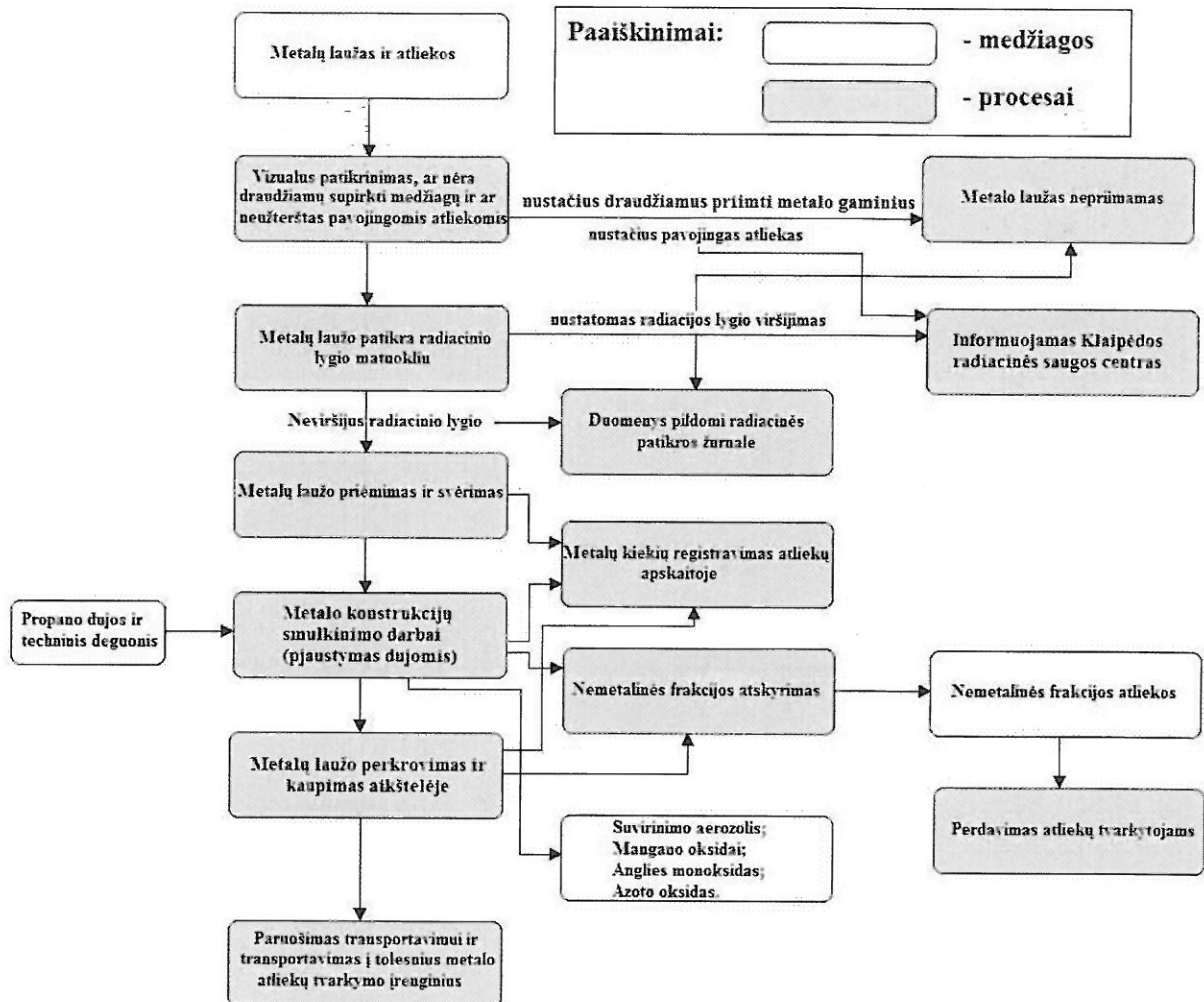 Metalų laužas ir atliekos
Paaiškinimai:
- medžiagos
- procesai
Vizualus patikrinimas, ar nėra
draudžiamų supirkti medžiagų ir ar
neužterštas pavojingomis atliekomis
nustačius draudžiamus priimti metalo gaminius
nustačius pavojingas atliekas
Metalo laužas nepriimamas
Metalų laužo patikra radiacinio
lygio matuokliu
nustatomas radiacijos lygio viršijimas
Informuojamas Klaipėdos
radiacinės saugos centras
Neviršijus radiacinio lygio
Duomenys pildomi radiacinės
patikros žurnale
Metalų laužo priėmimas ir svėrimas
Metalų kiekių registravimas atliekų
apskaitoje
Propano dujos ir
techninis deguonis
Metalo konstrukcijų
smulkinimo darbai
(pjaustymas dujomis)
Nemetalinės frakcijos atskyrimas
Nemetalinės frakcijos atliekos
Metalų laužo perkrovimas ir
kaupimas aikštelėje
Suvirinimo aerozolis;
Mangano oksidai;
Anglies monoksidas;
Azoto oksidas.
Perdavimas atliekų tvarkytojams
Paruošimas transportavimui ir
transportavimas į tolesnius metalo
atliekų tvarkymo įrenginius